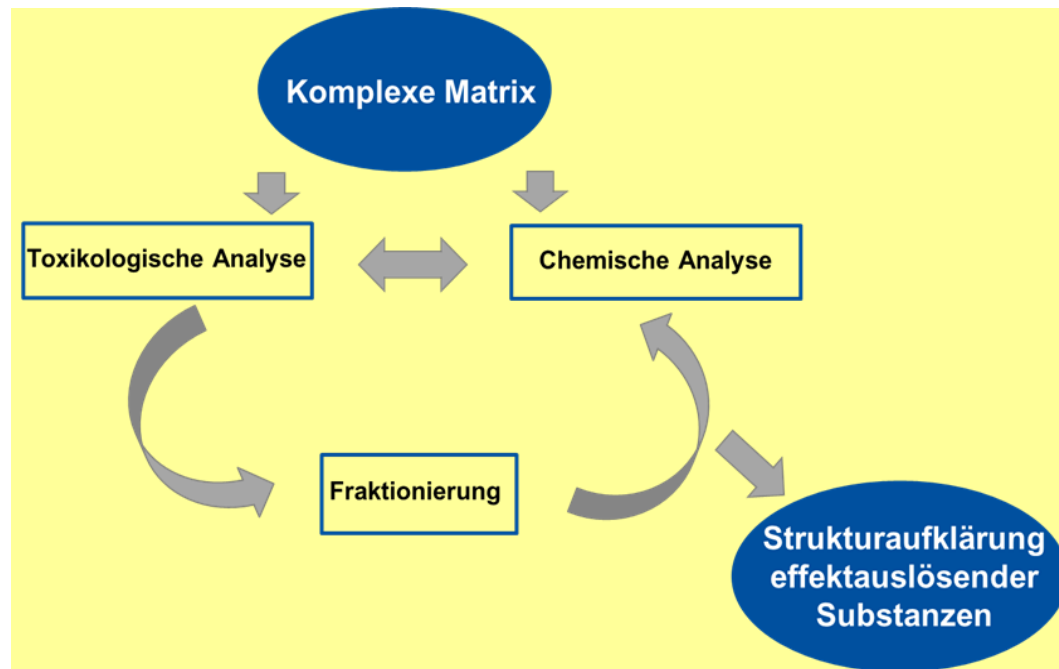 Komplexe Matrix
Toxikologische Analyse
Chemische Analyse
Fraktionierung
Strukturaufklärung
effektauslösender
Substanzen